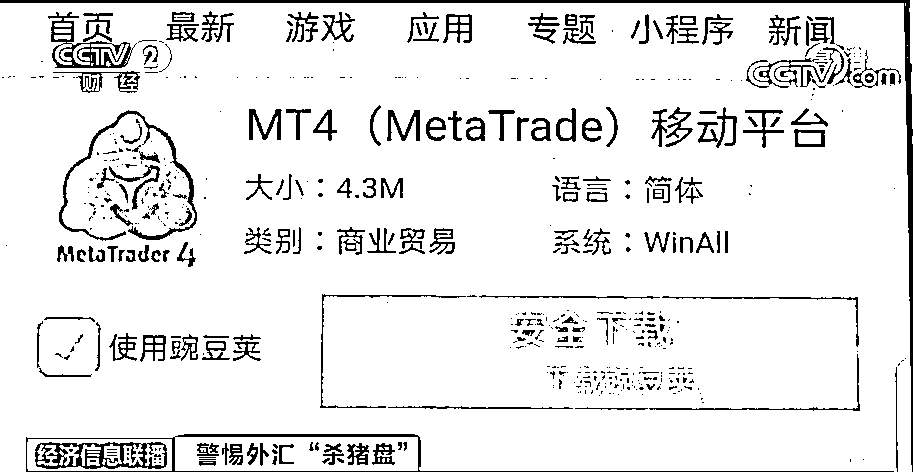 首页 最新 游戏 应用 专题 小程序 新闻
CCTV 2
财经
CCTV.com
MT4（MetaTrade）移动平台
大小：4.3M 语言：简体
类别：商业贸易 系统：WinAll
MetaTrader 4
使用豌豆荚
安全下载
下载豌豆荚
经济信息联播 警惕外汇“杀猪盘”